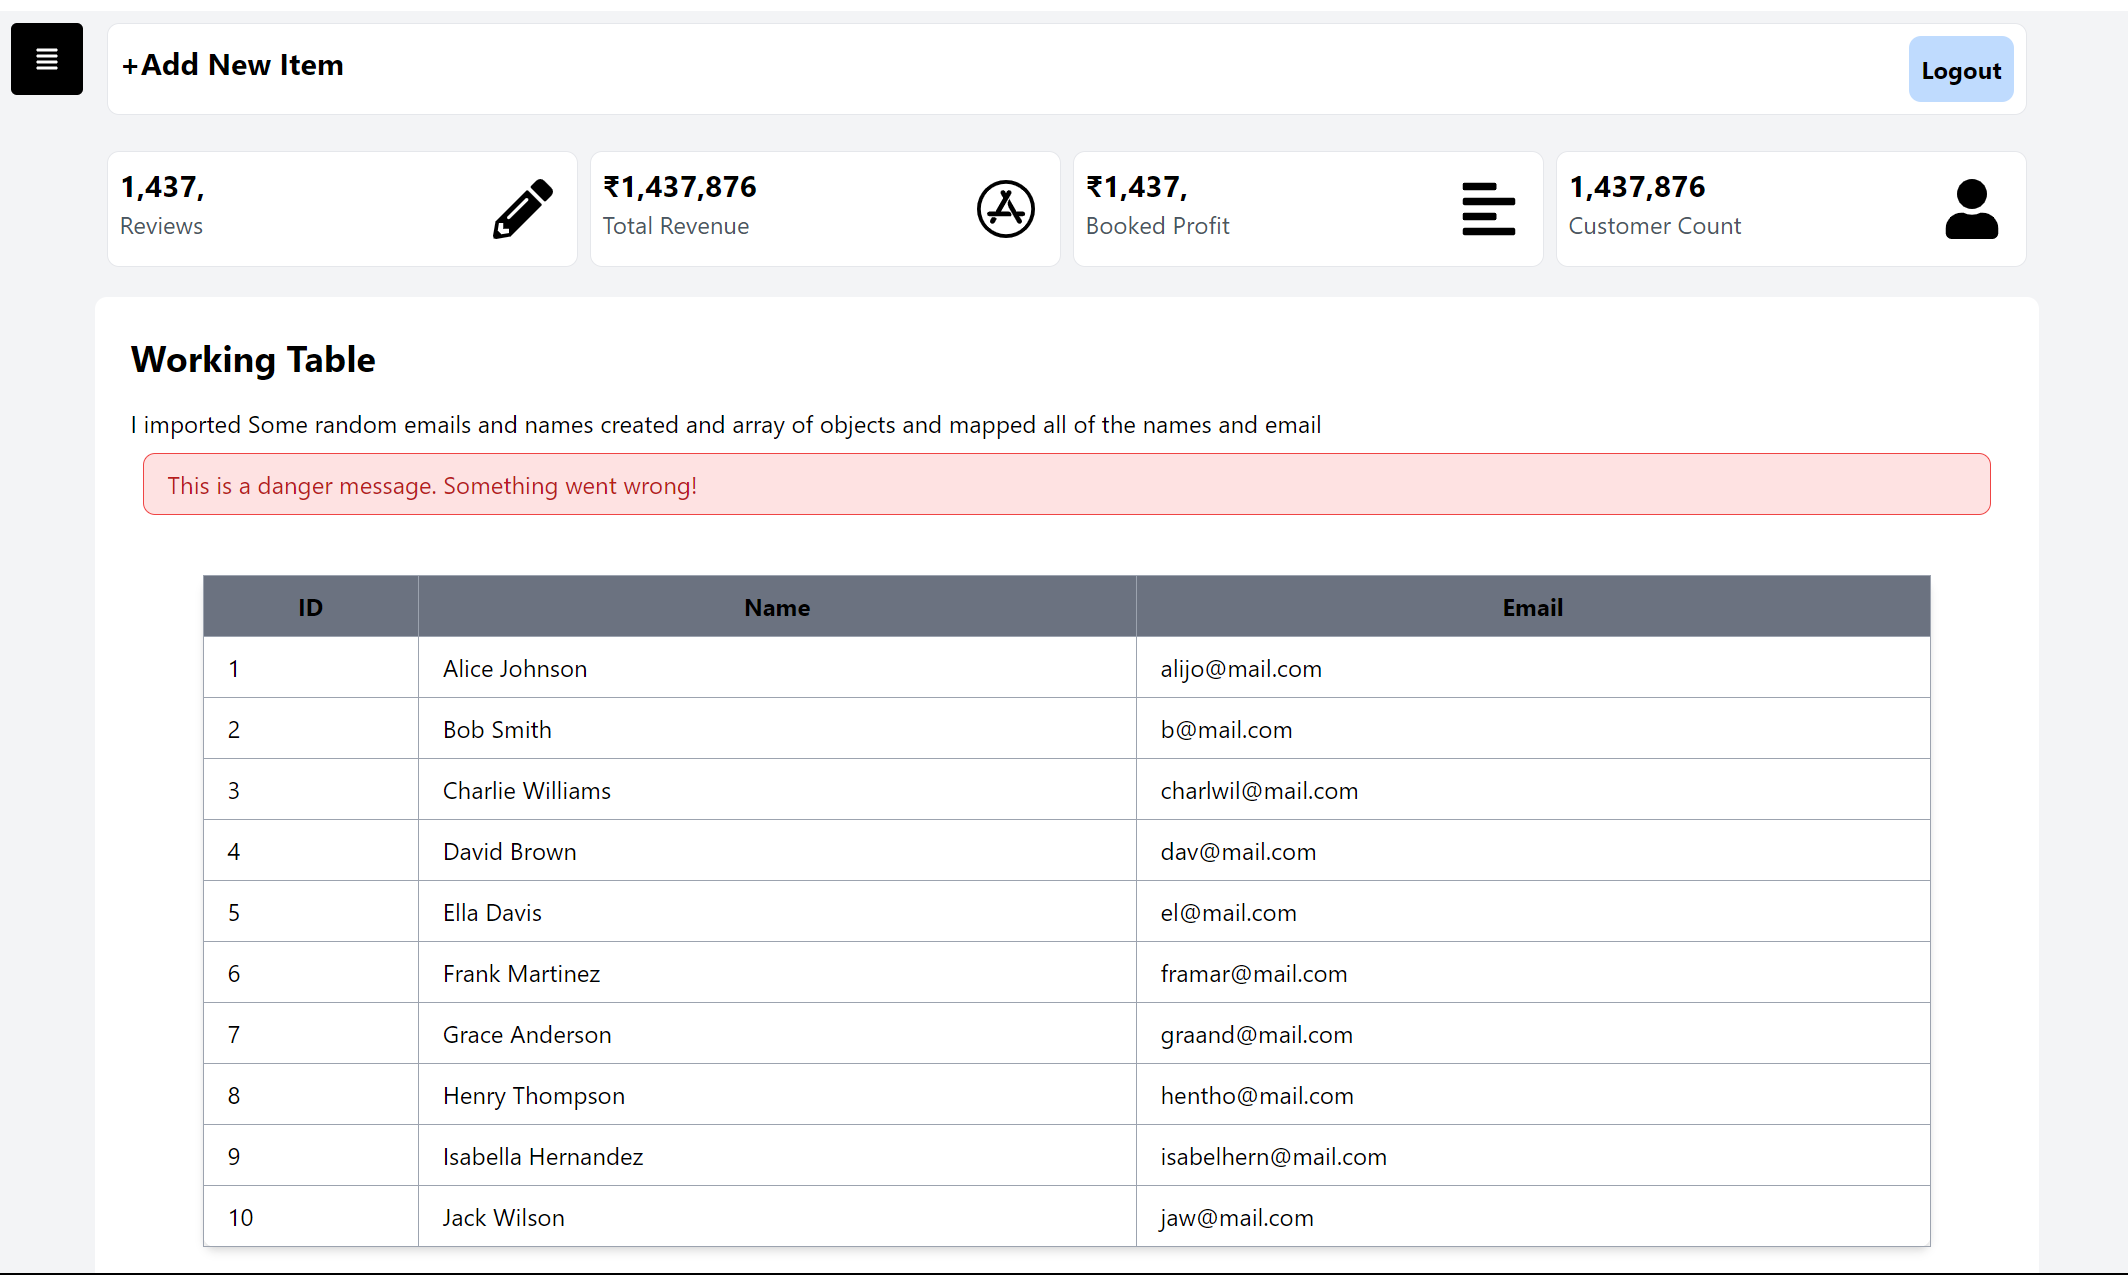 +Add New Item
Logout
1,437,
Reviews
₹1,437,876
Total Revenue
₹1,437,
Booked Profit
1,437,876
Customer Count
Working Table
I imported Some random emails and names created and array of objects and mapped all of the names and email
This is a danger message. Something went wrong!
ID Name Email
1 Alice Johnson alijo@mail.com
2 Bob Smith b@mail.com
3 Charlie Williams charlwil@mail.com
4 David Brown dav@mail.com
5 Ella Davis el@mail.com
6 Frank Martinez framar@mail.com
7 Grace Anderson graand@mail.com
8 Henry Thompson hentho@mail.com
9 Isabella Hernandez isabelhern@mail.com
10 Jack Wilson jaw@mail.com